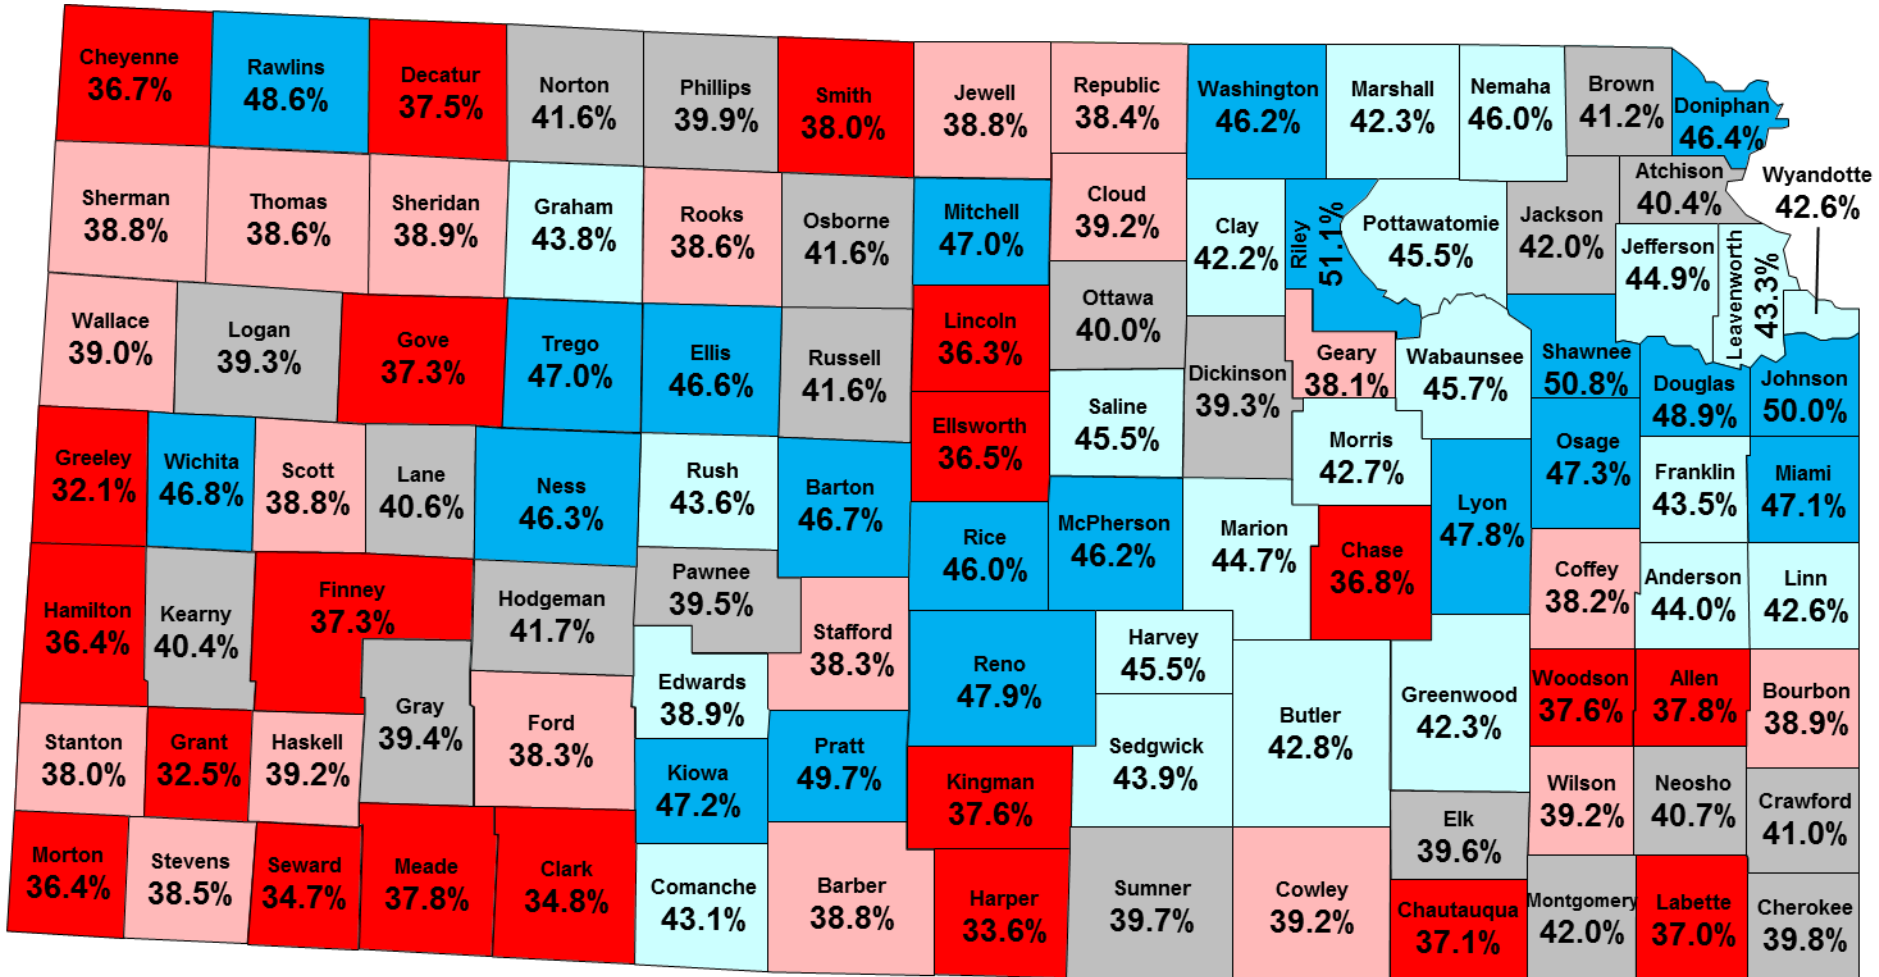 Cheyenne
36.7%
Rawlins
48.6%
Decatur
37.5%
Norton
41.6%
Phillips
39.9%
Smith
38.0%
Jewell
38.8%
Republic
38.4%
Washington
46.2%
Marshall
42.3%
Nemaha
46.0%
Brown
41.2%
Doniphan
46.4%
Sherman
38.8%
Thomas
38.6%
Sheridan
38.9%
Graham
43.8%
Rooks
38.6%
Osborne
41.6%
Mitchell
47.0%
Cloud
39.2%
Clay
42.2%
Riley
51.1%
Pottawatomie
45.5%
Jackson
42.0%
Atchison
40.4%
Wyandotte
42.6%
Jefferson
44.9%
Leavenworth
43.3%
Wallace
39.0%
Logan
39.3%
Gove
37.3%
Trego
47.0%
Ellis
46.6%
Russell
41.6%
Lincoln
36.3%
Ottawa
40.0%
Dickinson
39.3%
Geary
38.1%
Wabaunsee
45.7%
Shawnee
50.8%
Douglas
48.9%
Johnson
50.0%
Greeley
32.1%
Wichita
46.8%
Scott
38.8%
Lane
40.6%
Ness
46.3%
Rush
43.6%
Barton
46.7%
Ellsworth
36.5%
Saline
45.5%
Morris
42.7%
Osage
47.3%
Franklin
43.5%
Miami
47.1%
Rice
46.0%
McPherson
46.2%
Marion
44.7%
Chase
36.8%
Lyon
47.8%
Coffey
38.2%
Anderson
44.0%
Linn
42.6%
Hamilton
36.4%
Kearny
40.4%
Finney
37.3%
Hodgeman
41.7%
Pawnee
39.5%
Stafford
38.3%
Edwards
38.9%
Reno
47.9%
Harvey
45.5%
Butler
42.8%
Greenwood
42.3%
Woodson
37.6%
Allen
37.8%
Bourbon
38.9%
Stanton
38.0%
Grant
32.5%
Haskell
39.2%
Gray
39.4%
Ford
38.3%
Kiowa
47.2%
Pratt
49.7%
Kingman
37.6%
Sedgwick
43.9%
Wilson
39.2%
Neosho
40.7%
Crawford
41.0%
Elk
39.6%
Morton
36.4%
Stevens
38.5%
Seward
34.7%
Meade
37.8%
Clark
34.8%
Comanche
43.1%
Barber
38.8%
Harper
33.6%
Sumner
39.7%
Cowley
39.2%
Chautauqua
37.1%
Montgomery
42.0%
Labette
37.0%
Cherokee
39.8%